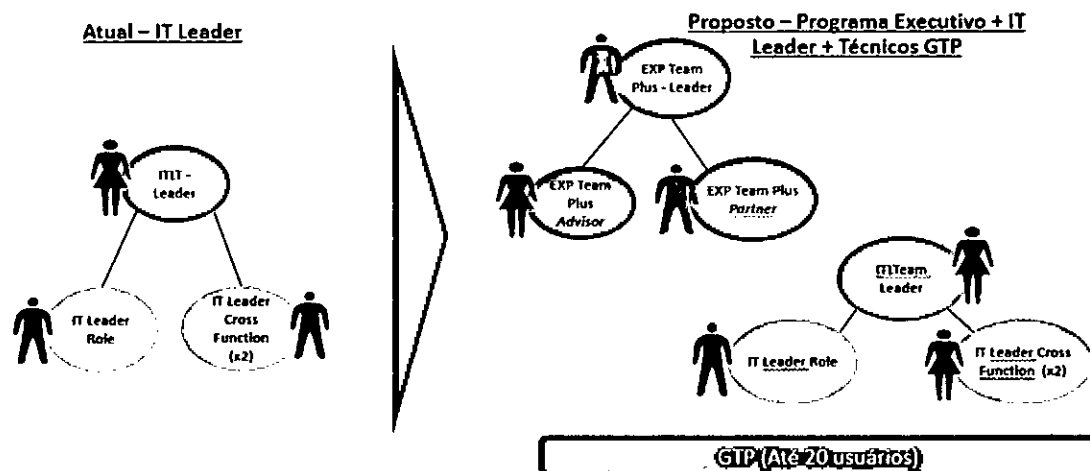 Atual – IT Leader
ITLT -
Leader
IT Leader
Role
IT Leader
Cross
Function
(x2)
Proposto – Programa Executivo + IT
Leader + Técnicos GTP
EXP Team
Plus - Leader
EXP Team
Plus
Advisor
EXP Team Plus
Partner
ITLTeam
Leader
IT Leader Role
IT Leader Cross
Function (x2)
GTP (Até 20 usuários)